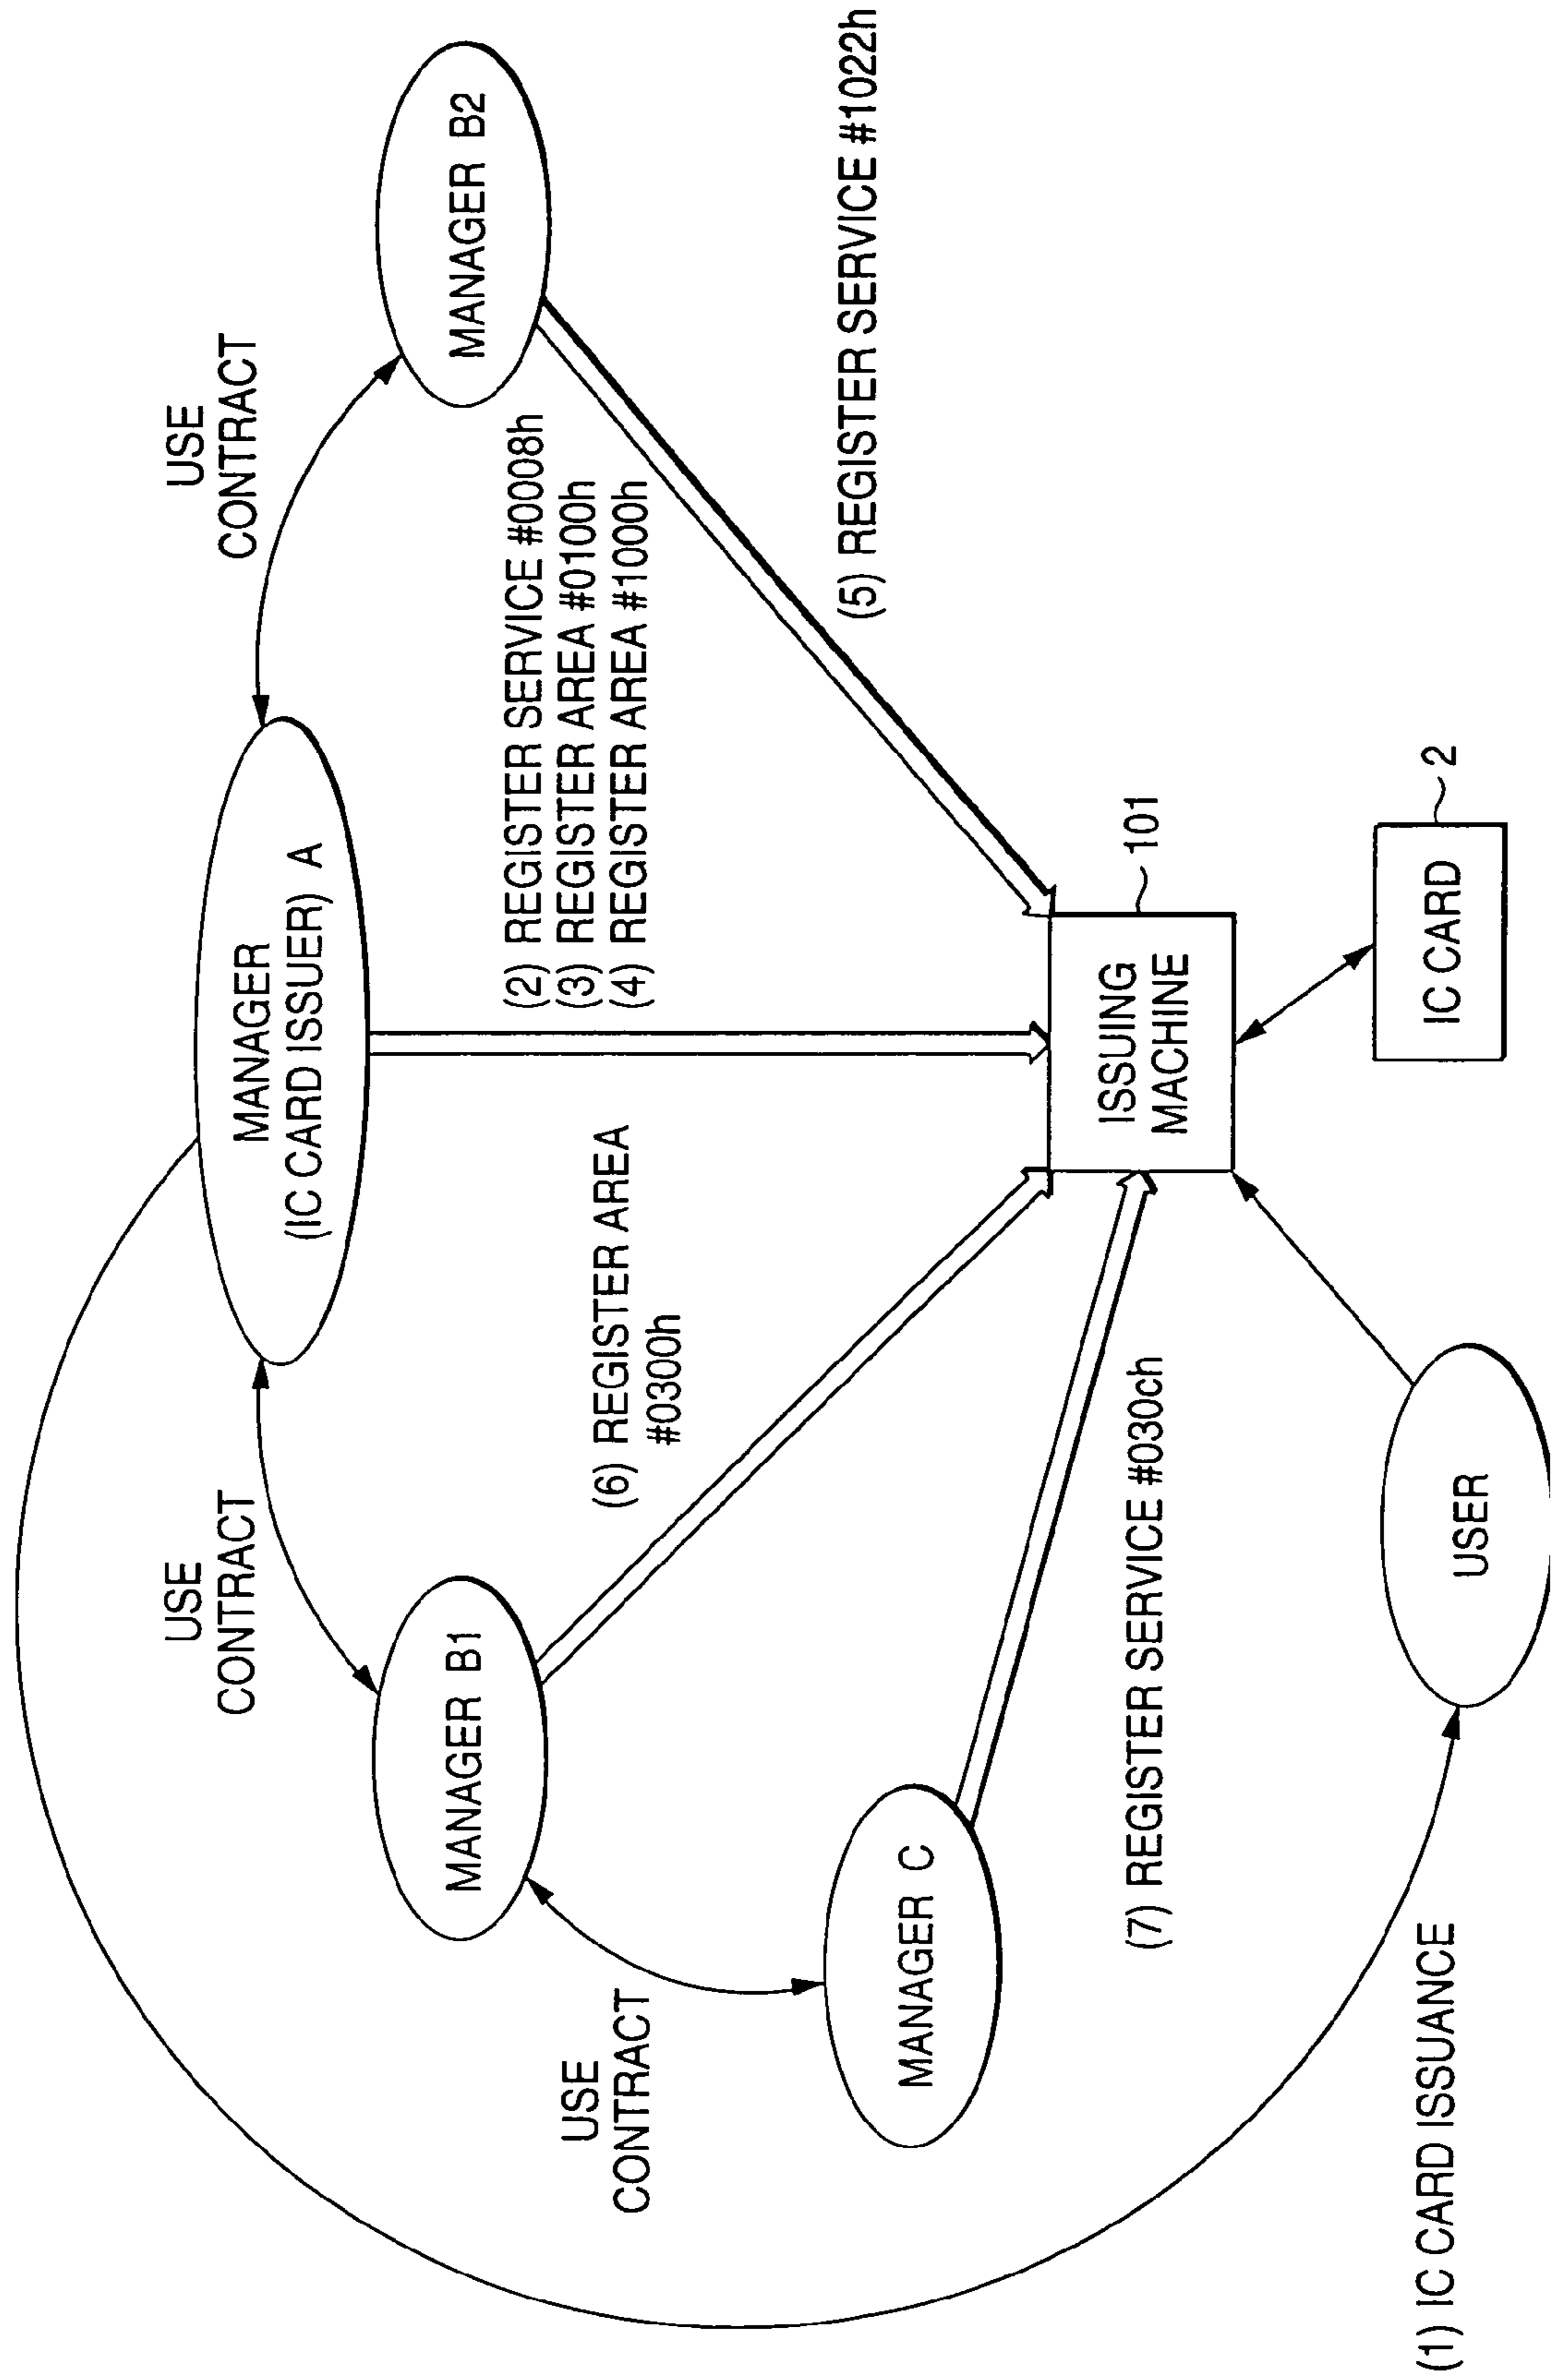 USE
CONTRACT
MANAGER
(IC CARD ISSUER) A
USE
CONTRACT
MANAGER B1
MANAGER B2
(2) REGISTER SERVICE #0008h
(3) REGISTER AREA #0100h
(4) REGISTER AREA #1000h
USE
CONTRACT
(6) REGISTER AREA
#0300h
(5) REGISTER SERVICE #1022h
MANAGER C
(7) REGISTER SERVICE #030ch
ISSUING
MACHINE
101
(1) IC CARD ISSUANCE
USER
IC CARD
2